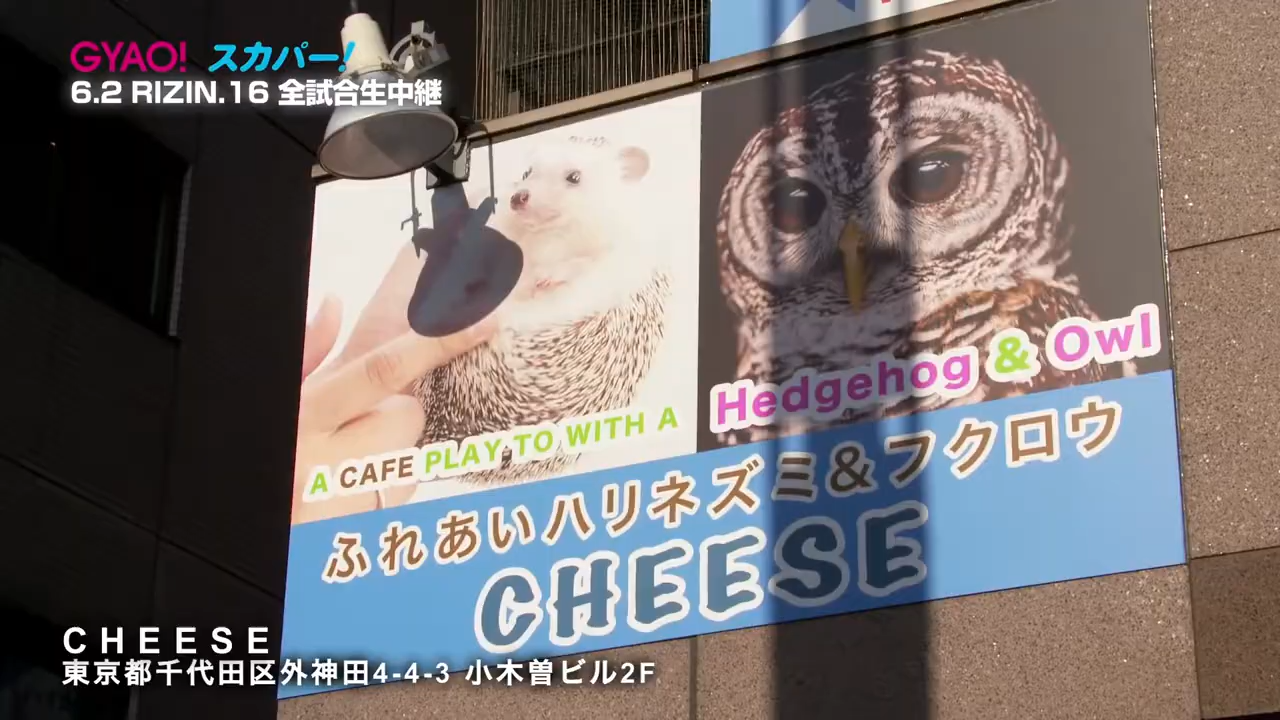 GYAO! スカパー!
6.2 RIZIN.16 全試合生中継
A CAFE PLAY TO WITH A
Hedgehog & Owl
ふれあいハリネズミ&フクロウ
CHEESE
CHEESE
東京都千代田区外神田4-4-3 小木曽ビル2F